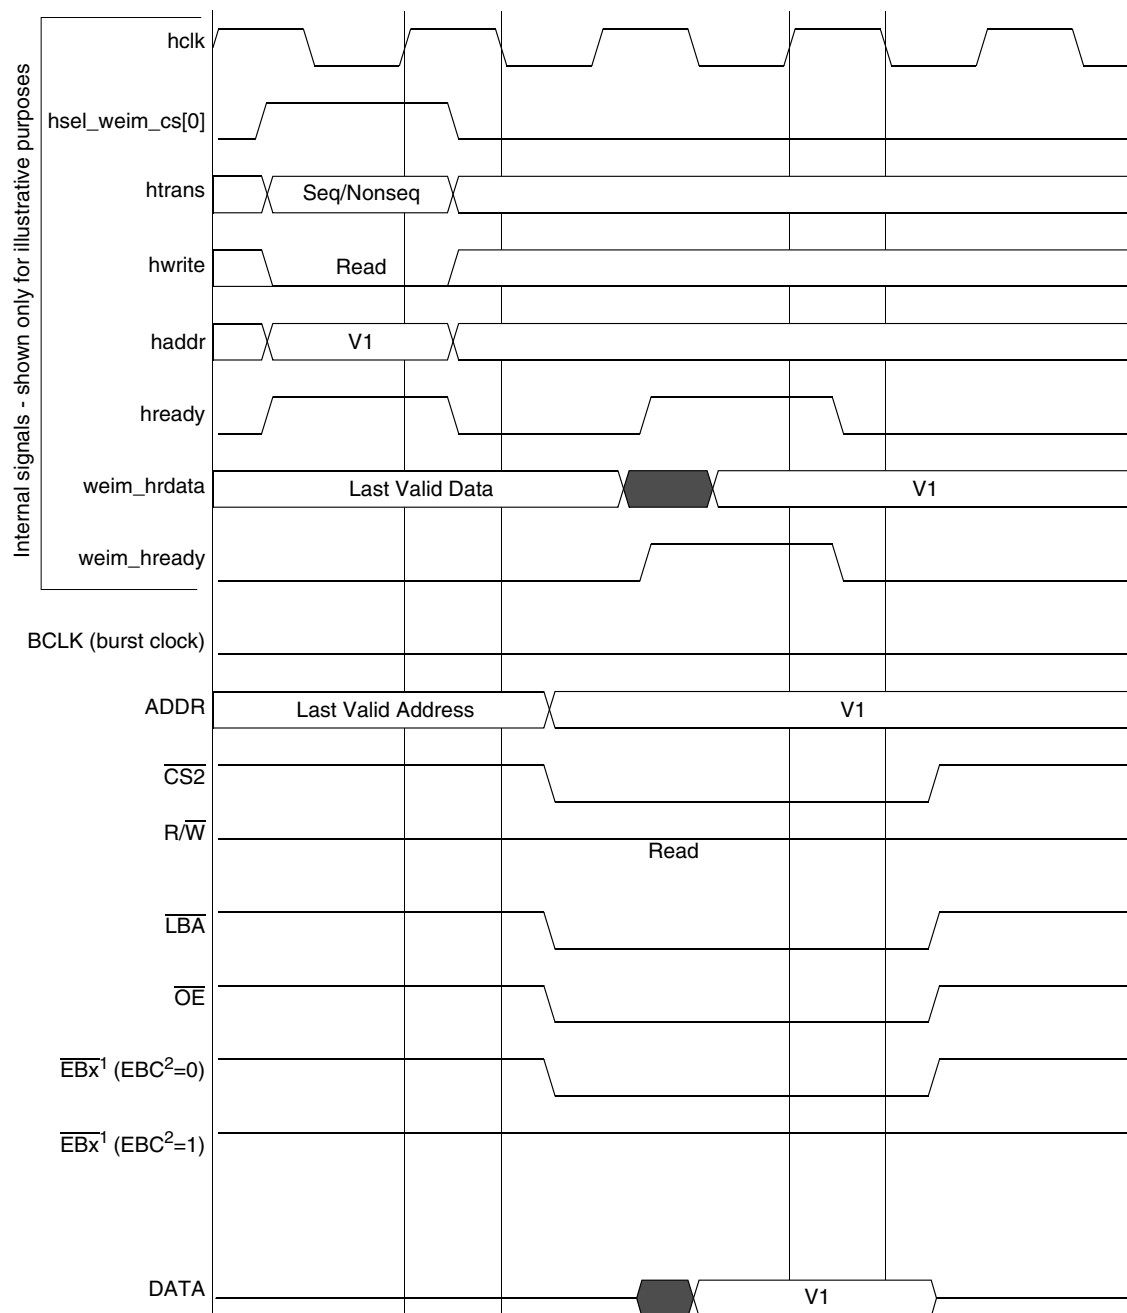 Internal signals - shown only for illustrative purposes
hclk
hsel_weim_cs[0]
htrans Seq/Nonseq
hwrite Read
haddr V1
hready
weim_hrdata Last Valid Data V1
weim_hready
BCLK (burst clock)
ADDR Last Valid Address V1
CS2
R/W
Read
LBA
OE
EBx1 (EBC2=0)
EBx1 (EBC2=1)
DATA V1